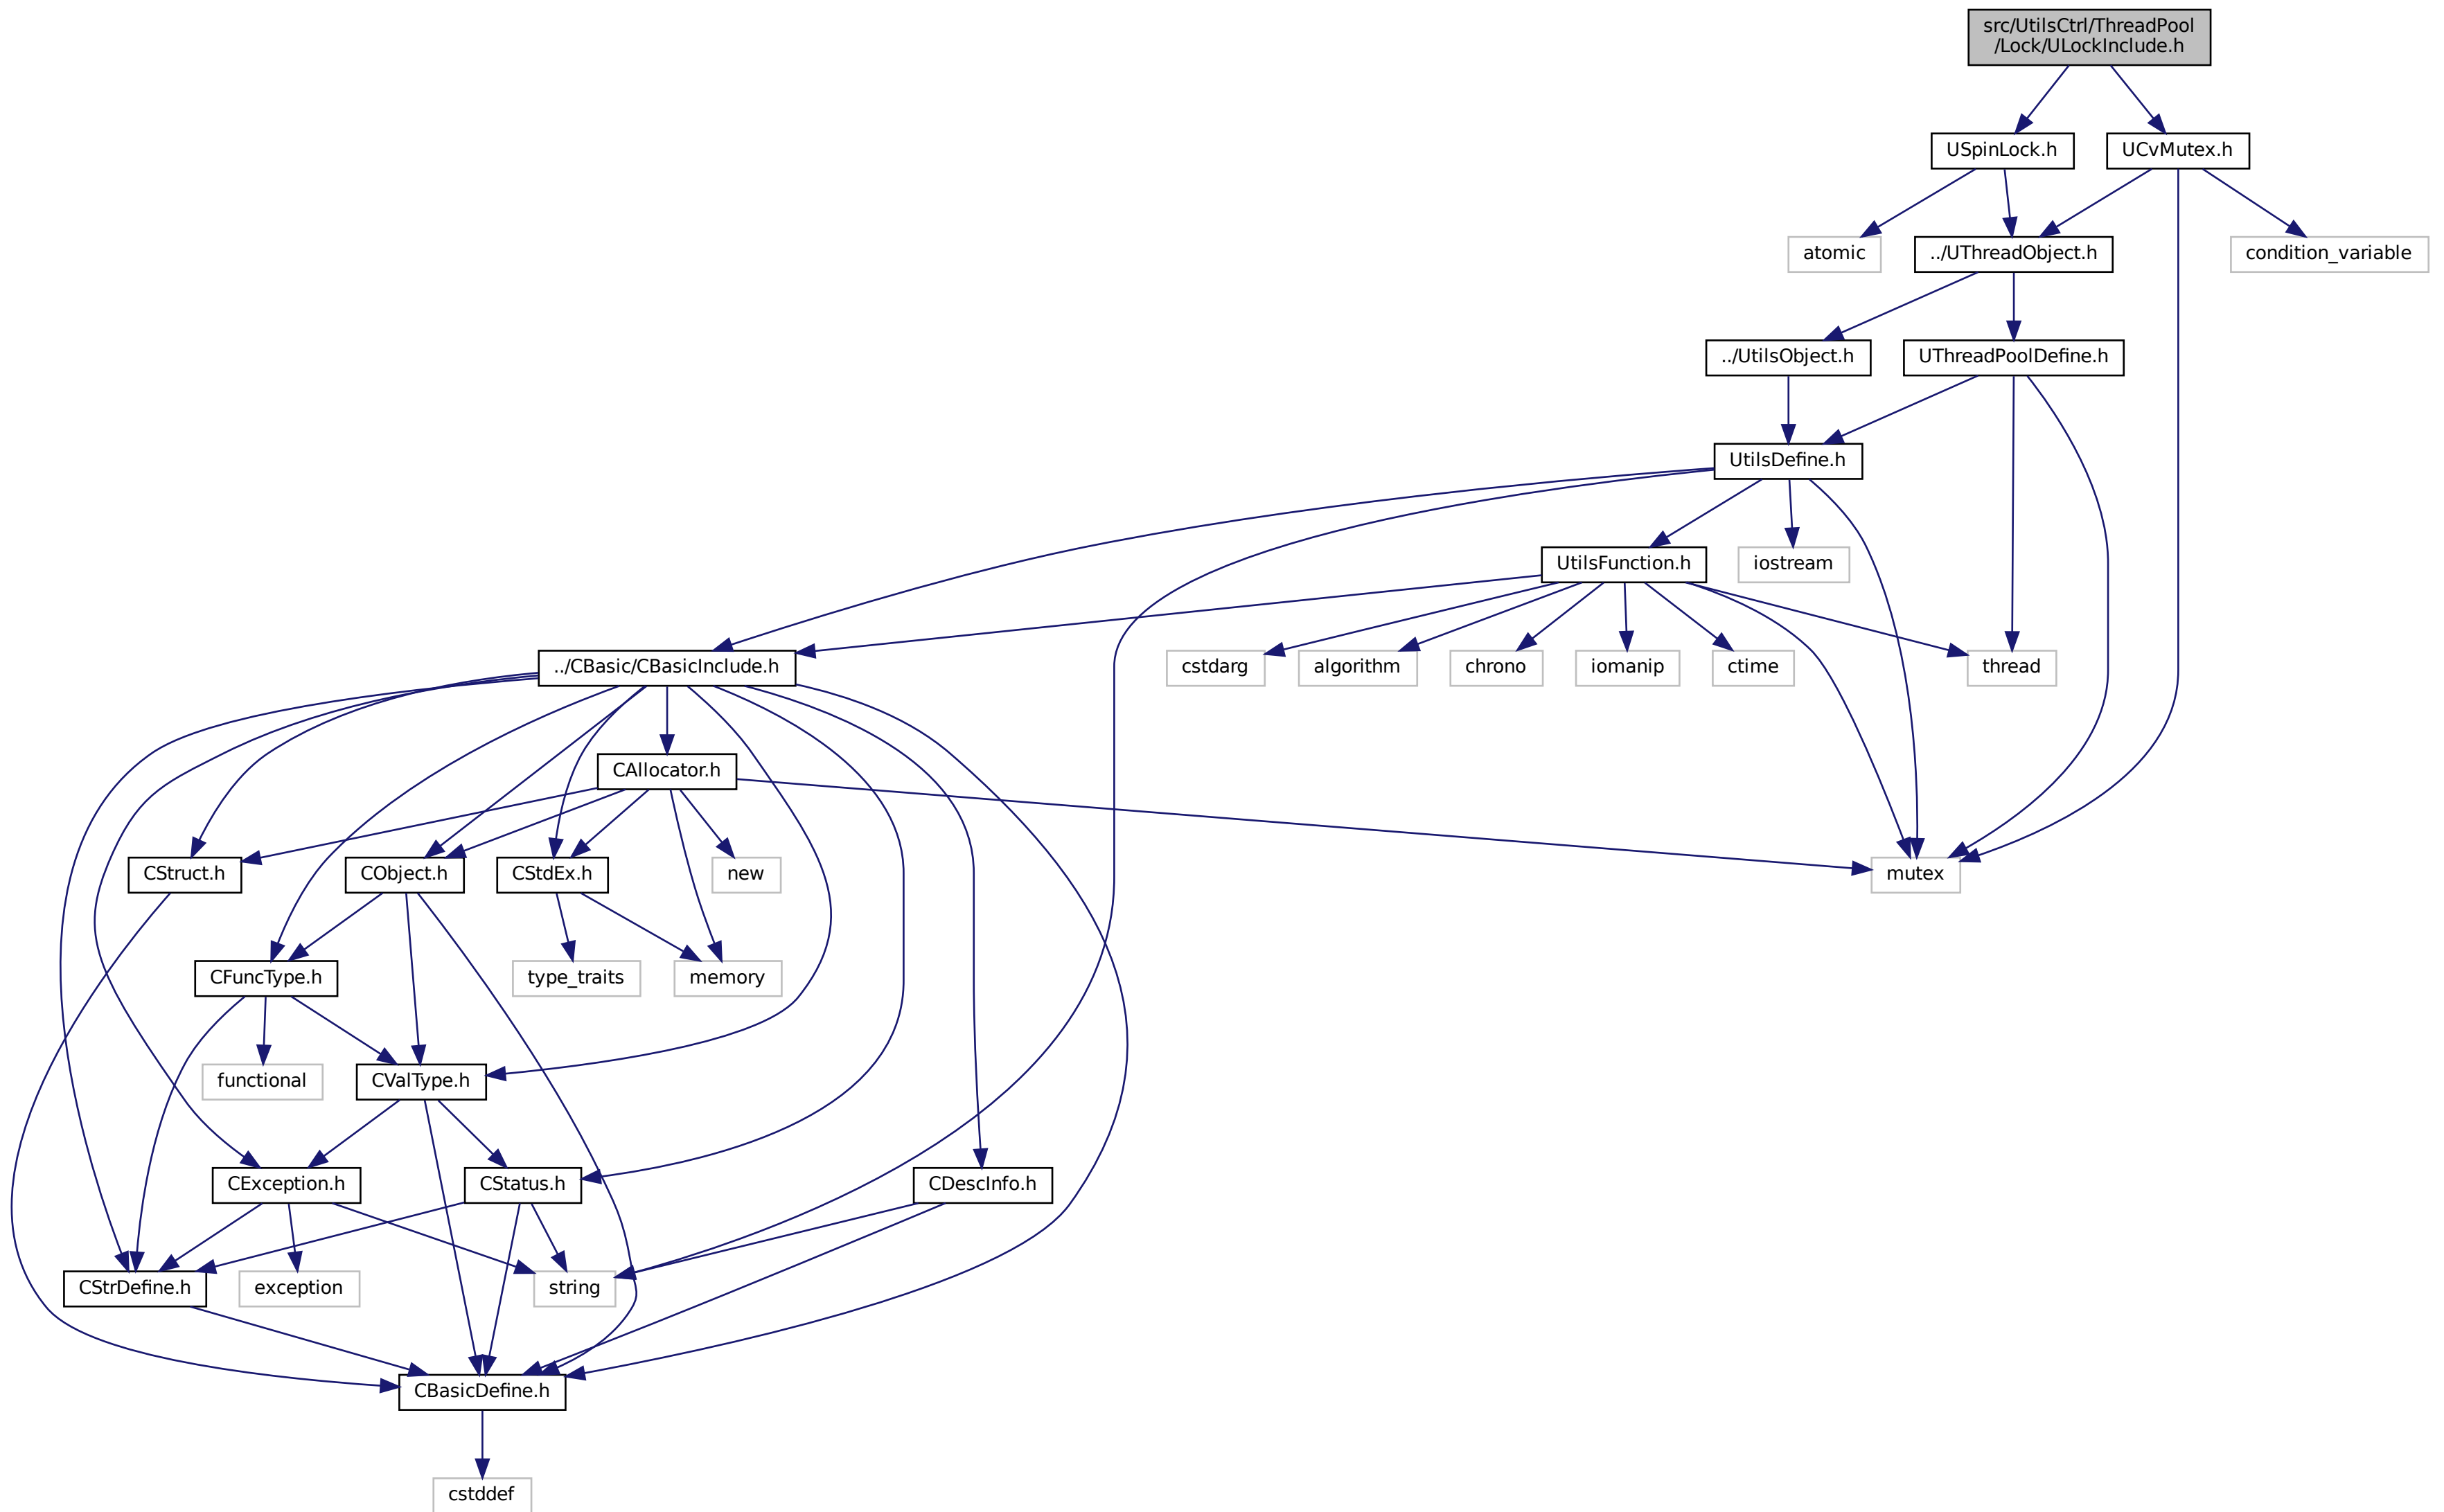 src/UtilsCtrl/ThreadPool
/Lock/ULockInclude.h
USpinLock.h
UCvMutex.h
atomic
../UThreadObject.h
condition_variable
../UtilsObject.h
UThreadPoolDefine.h
UtilsDefine.h
UtilsFunction.h
iostream
../CBasic/CBasicInclude.h
cstdarg
algorithm
chrono
iomanip
ctime
thread
CAllocator.h
CStruct.h
CObject.h
CStdEx.h
new
mutex
CFuncType.h
type_traits
memory
functional
CValType.h
CException.h
CStatus.h
CDescInfo.h
CStrDefine.h
exception
string
CBasicDefine.h
cstddef